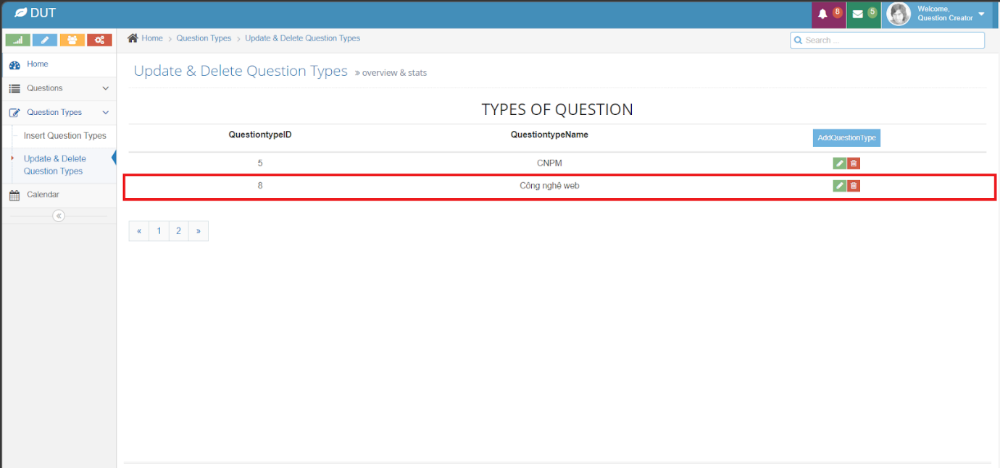 DUT
8
5
Welcome,
Question Creator
Home > Question Types > Update & Delete Question Types
Search ...
Home
Questions
Question Types
Insert Question Types
Update & Delete
Question Types
Calendar
«
Update & Delete Question Types » overview & stats
TYPES OF QUESTION
QuestiontypeID QuestiontypeName AddQuestionType
5 CNPM
8 Công nghệ web
« 1 2 »